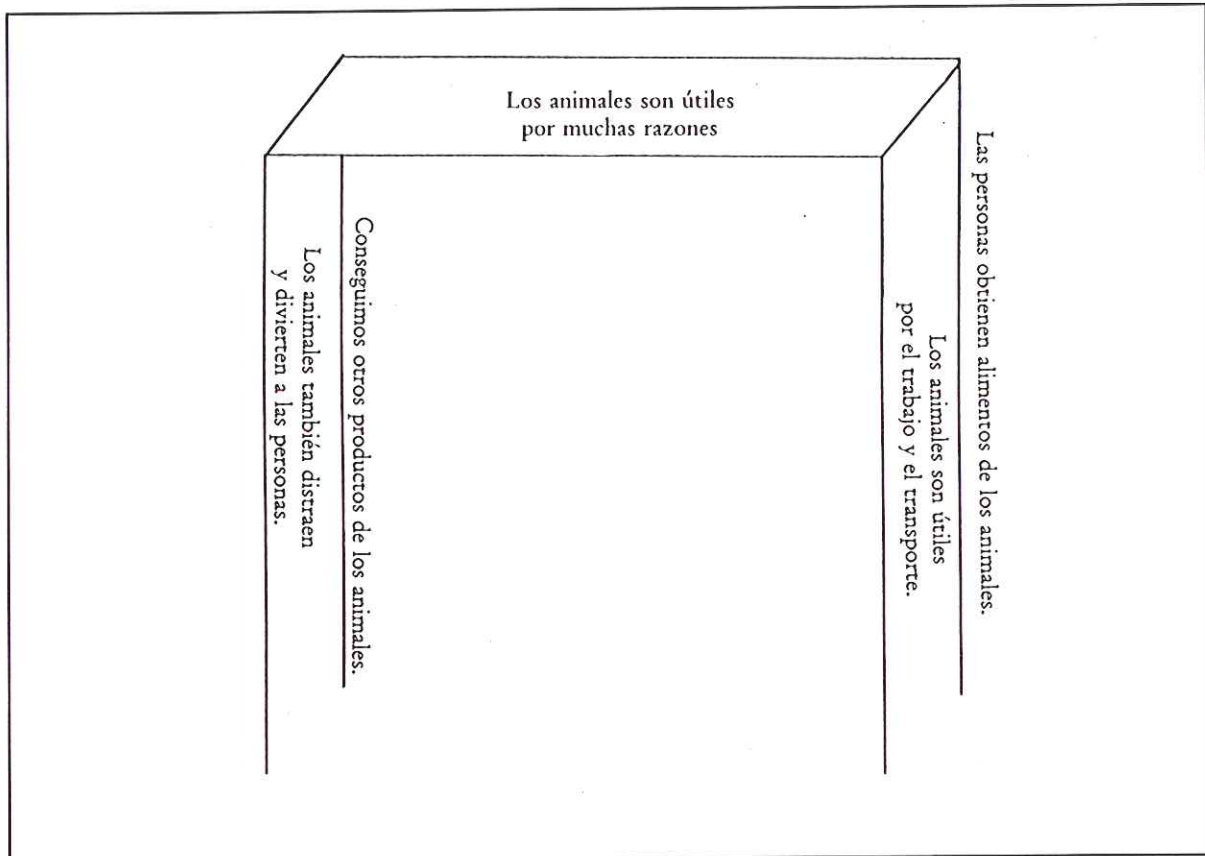 Los animales son útiles
por muchas razones
Las personas obtienen alimentos de los animales.
Los animales son útiles
por el trabajo y el transporte.
Conseguimos otros productos de los animales.
Los animales también distraen
y divierten a las personas.